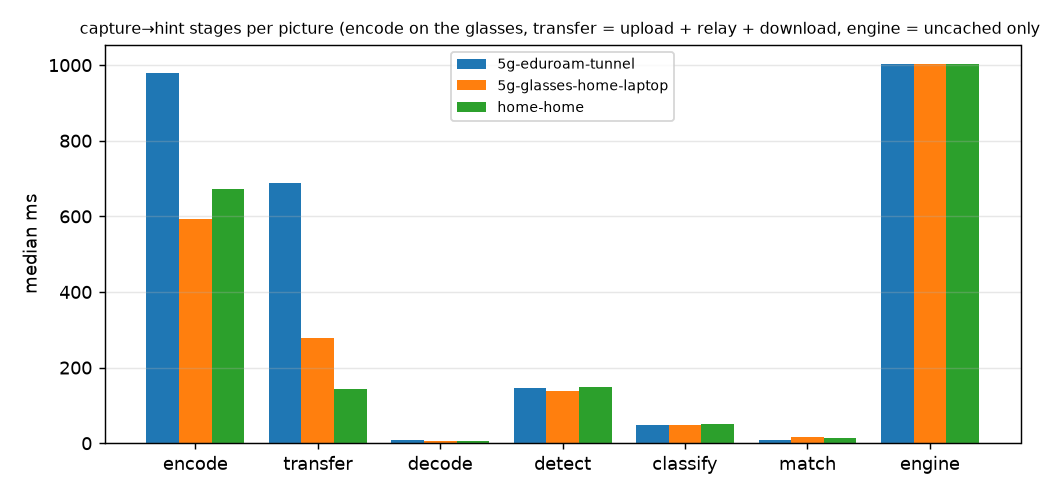 capture→hint stages per picture (encode on the glasses, transfer = upload + relay + download, engine = uncached only
5g-eduroam-tunnel
5g-glasses-home-laptop
home-home
median ms
1000
800
600
400
200
0
encode transfer decode detect classify match engine